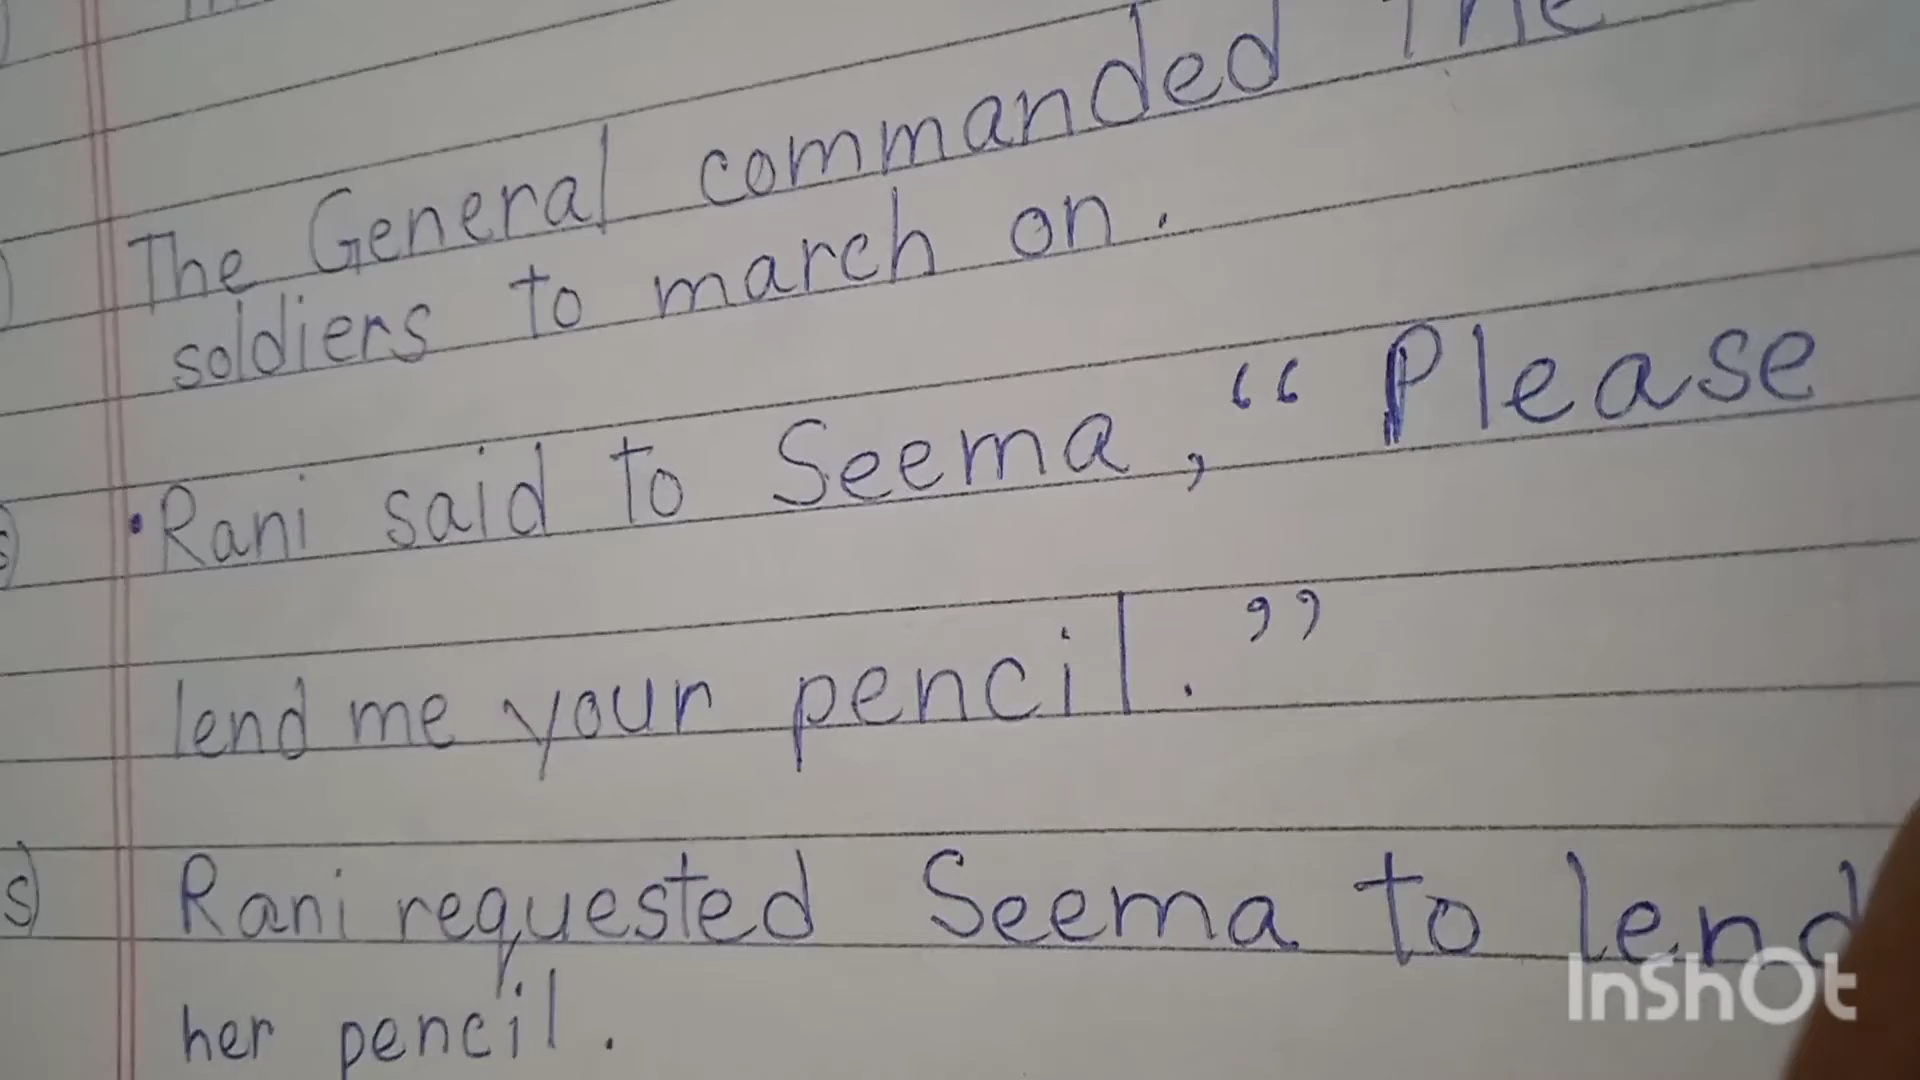 The General commanded the
soldiers to march on.
Rani said to Seema, “Please
lend me your pencil.”
s) Rani requested Seema to lend
her pencil.
InShOt